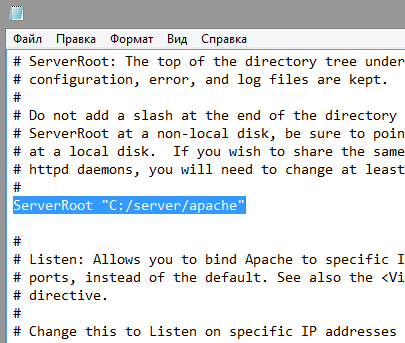 Файл Правка Формат Вид Справка
# ServerRoot: The top of the directory tree under
# configuration, error, and log files are kept.
#
# Do not add a slash at the end of the directory
# ServerRoot at a non-local disk, be sure to poin
# at a local disk.  If you wish to share the same
# httpd daemons, you will need to change at least
#
ServerRoot "C:/server/apache"
#
# Listen: Allows you to bind Apache to specific I
# ports, instead of the default. See also the <Vi
# directive.
#
# Change this to Listen on specific IP addresses